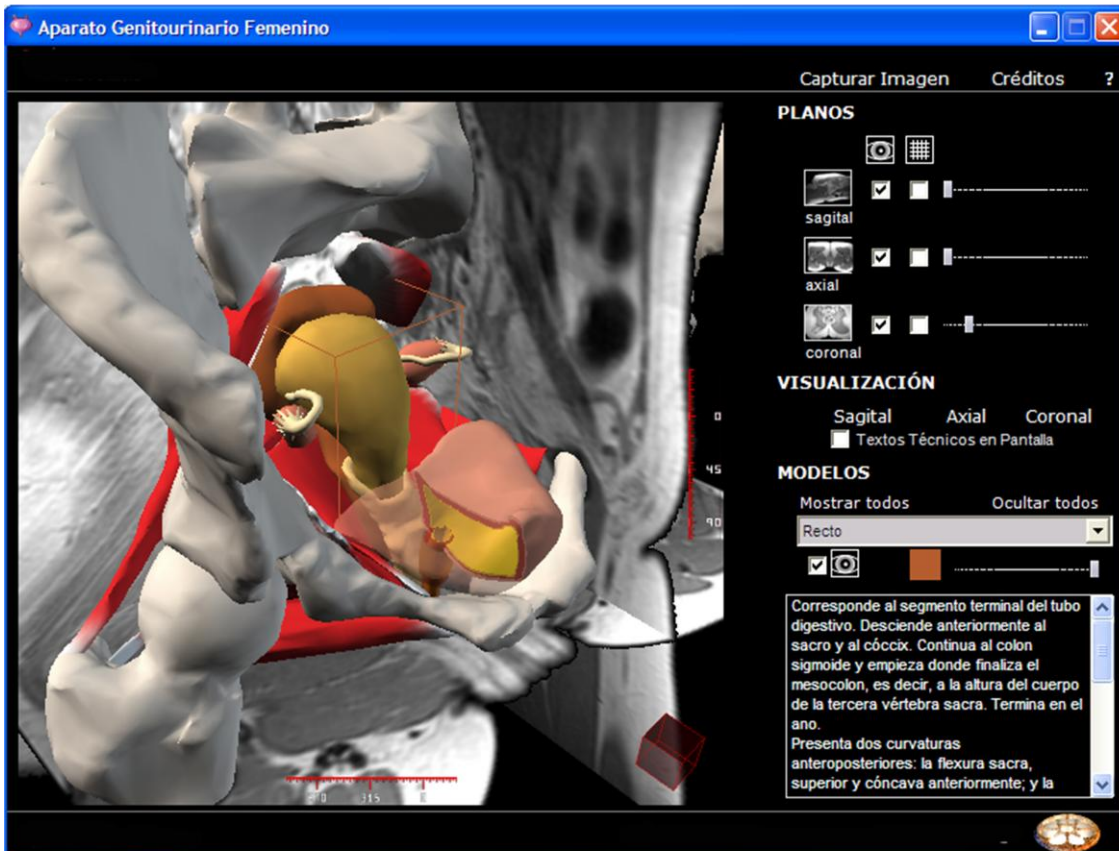 Aparato Genitourinario Femenino
Capturar Imagen Créditos ?
PLANOS
sagital
axial
coronal
VISUALIZACIÓN
Sagital Axial Coronal
Textos Técnicos en Pantalla
MODELOS
Mostrar todos Ocultar todos
Recto
Corresponde al segmento terminal del tubo
digestivo. Desciende anteriormente al
sacro y al cóccix. Continua al colon
sigmoide y empieza donde finaliza el
mesocolon, es decir, a la altura del cuerpo
de la tercera vértebra sacra. Termina en el
ano.
Presenta dos curvaturas
anteroposteriores: la flexura sacra,
superior y cóncava anteriormente; y la
0
45
90
315 0